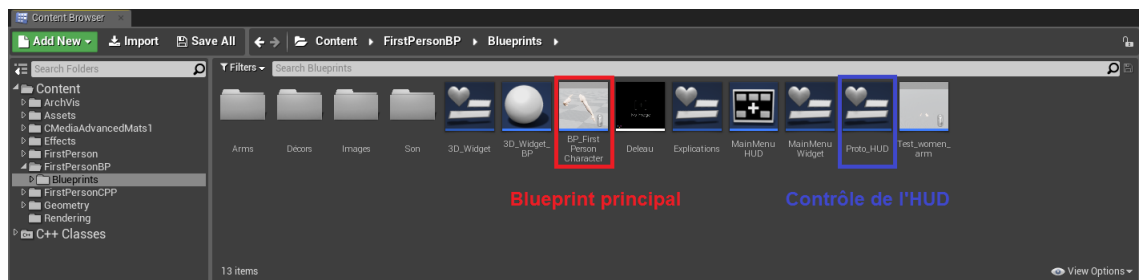 Content Browser
Add New Import Save All Content FirstPersonBP Blueprints
Search Folders
Filters Search Blueprints
Content
ArchVis
Assets
CMediaAdvancedMats1
Effects
FirstPerson
FirstPersonBP
Blueprints
FirstPersonCPP
Geometry
Rendering
C++ Classes
Arms
Décors
Images
Son
3D_Widget
3D_Widget_
BP
BP_First
Person
Character
Deleau
Explications
MainMenu
HUD
MainMenu
Widget
Proto_HUD
Test_women_
arm
Blueprint principal
Contrôle de l'HUD
13 items
View Options